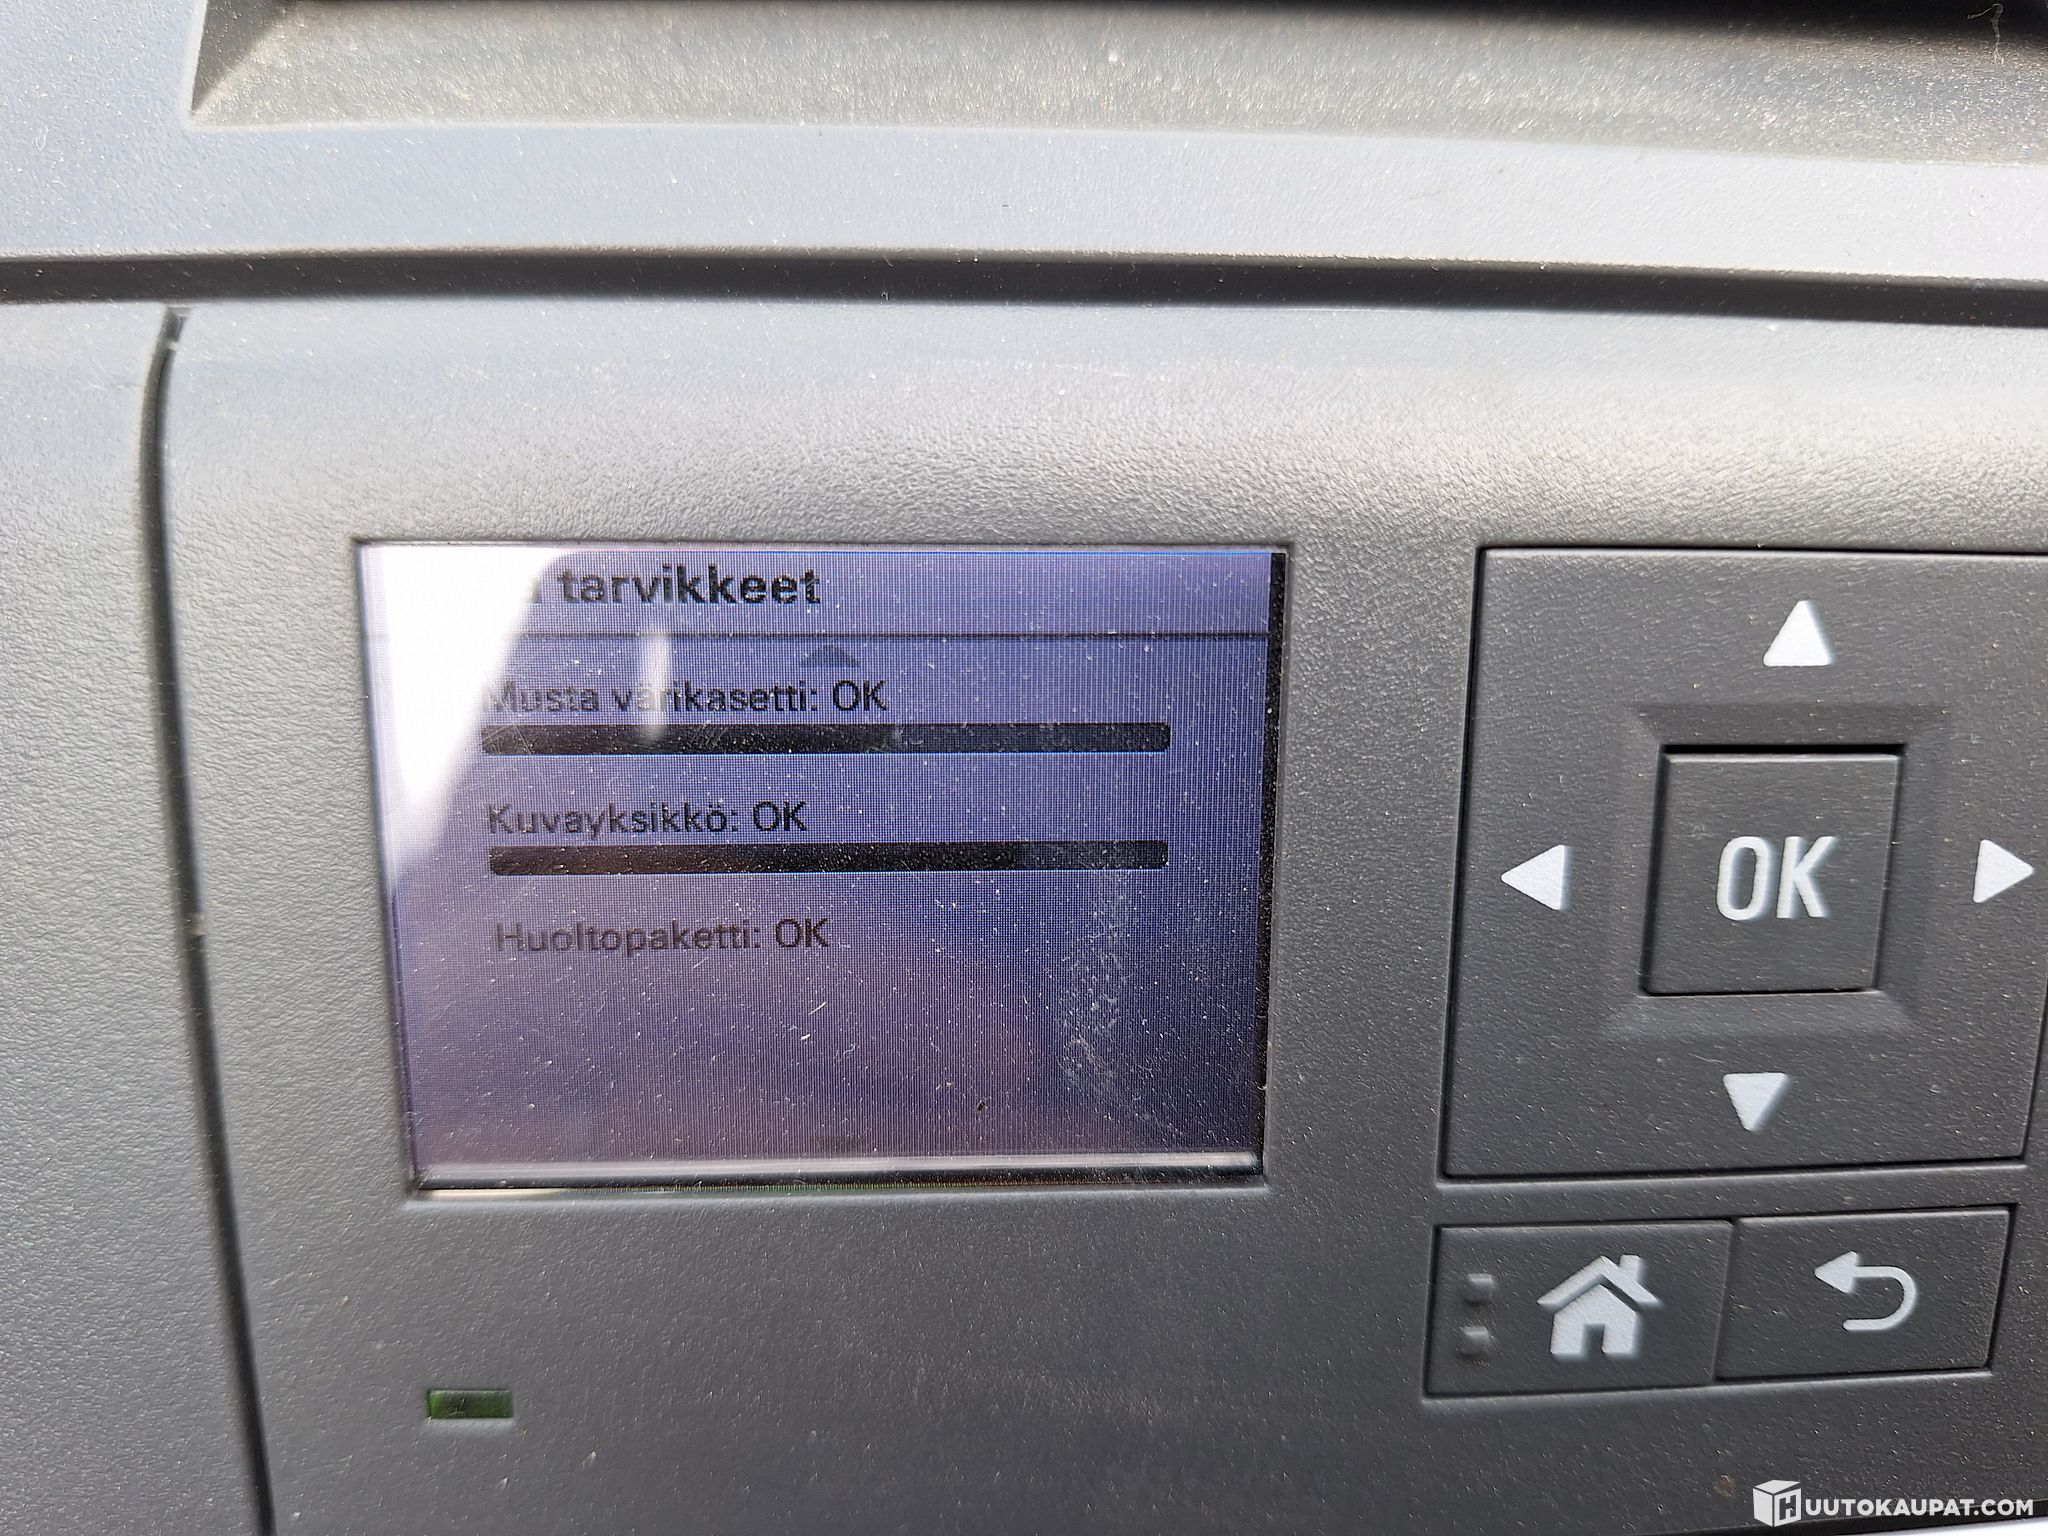 tarvikkeet
Musta värikasetti: OK
Kuvayksikkö: OK
Huoltopaketti: OK
OK
HUUTOKAUPAT.COM